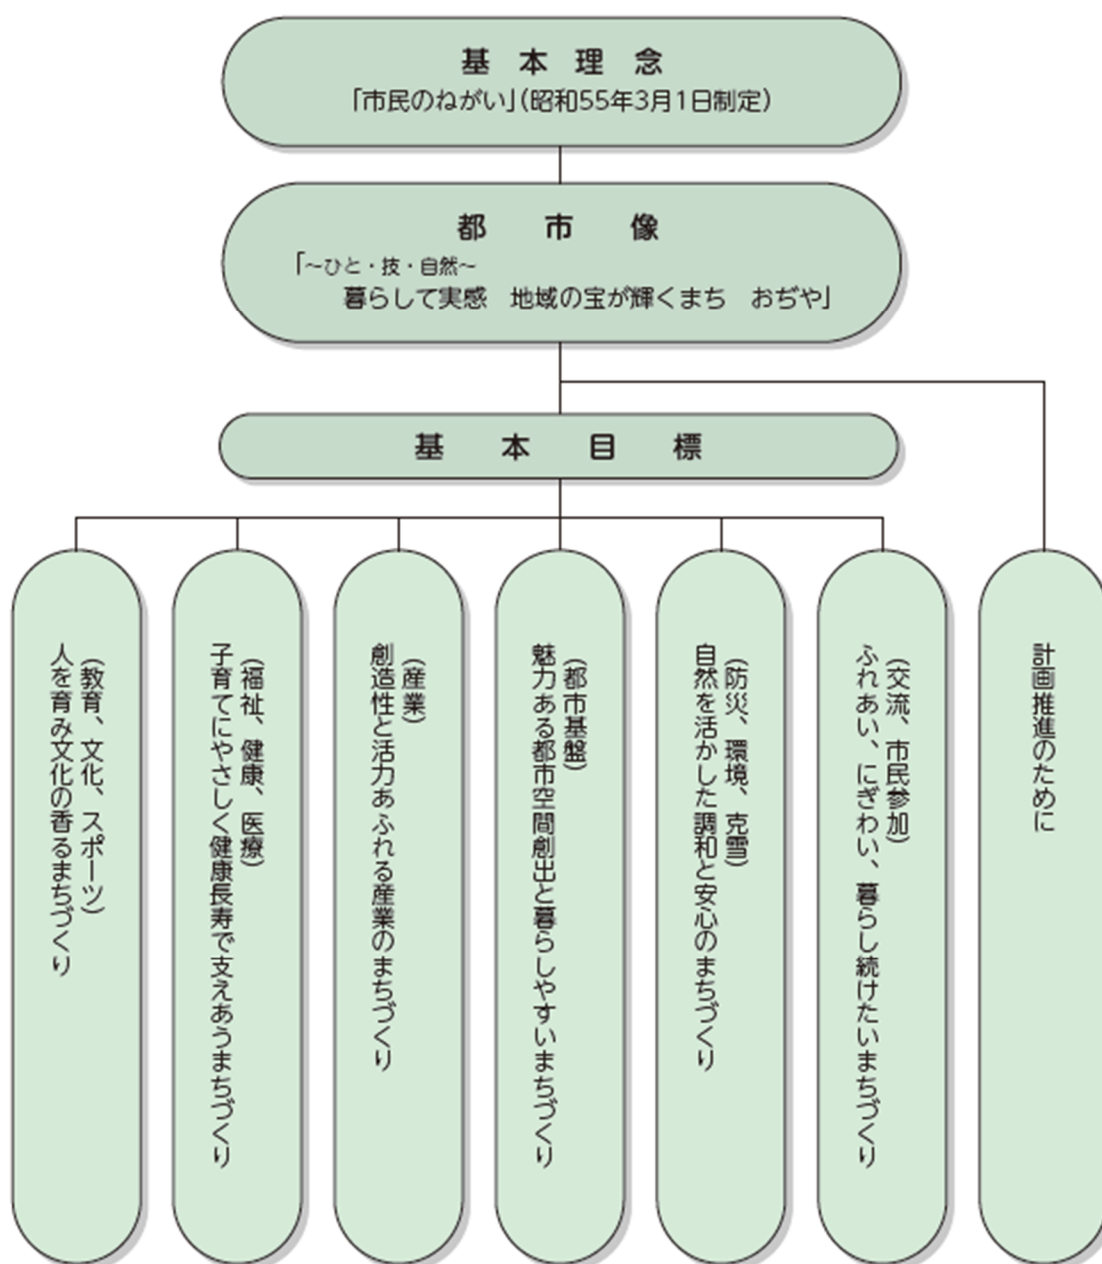 基本理念
「市民のねがい」（昭和55年3月1日制定）
都市像
「～ひと・技・自然～
暮らして実感　地域の宝が輝くまち　おぢや」
基本目標
（教育、文化、スポーツ）
人を育み文化の香るまちづくり
（福祉、健康、医療）
子育てにやさしく健康長寿で支えあうまちづくり
（産業）
創造性と活力あふれる産業のまちづくり
（都市基盤）
魅力ある都市空間創出と暮らしやすいまちづくり
（防災、環境、克雪）
自然を活かした調和と安心のまちづくり
（交流、市民参加）
ふれあい、にぎわい、暮らし続けたいまちづくり
計画推進のために